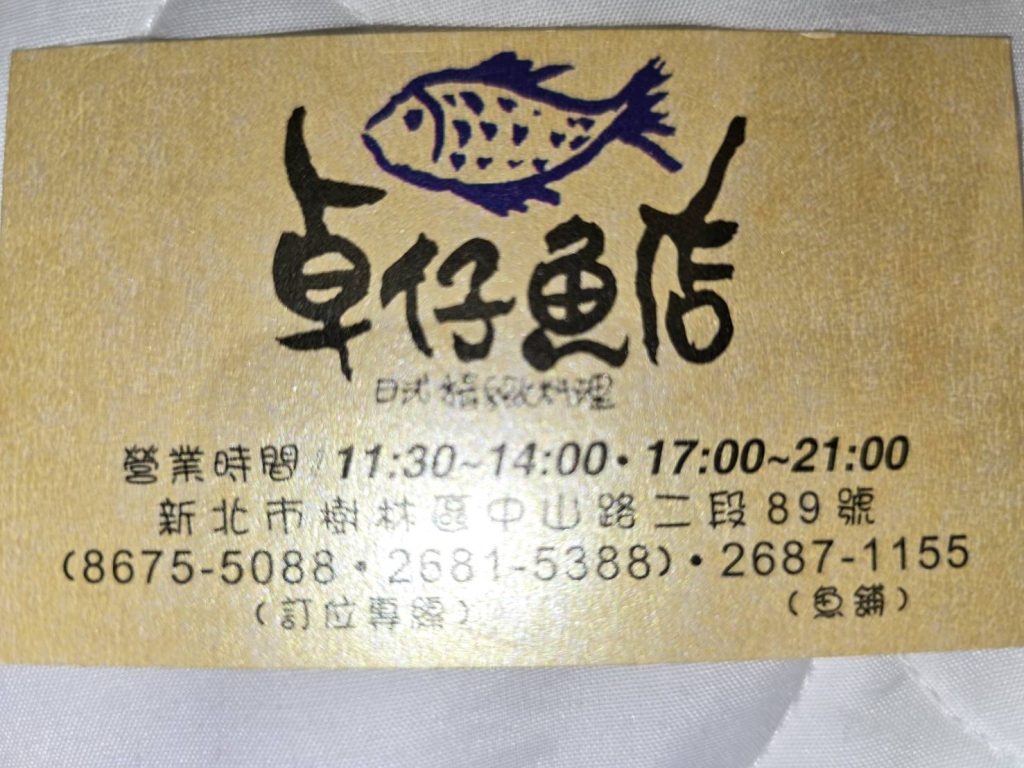 卓仔魚店
日式 料理
營業時間/11:30~14:00·17:00~21:00
新北市樹林區中山路二段89號
(8675-5088·2681-5388)·2687-1155
(訂位專線)
(魚舖)